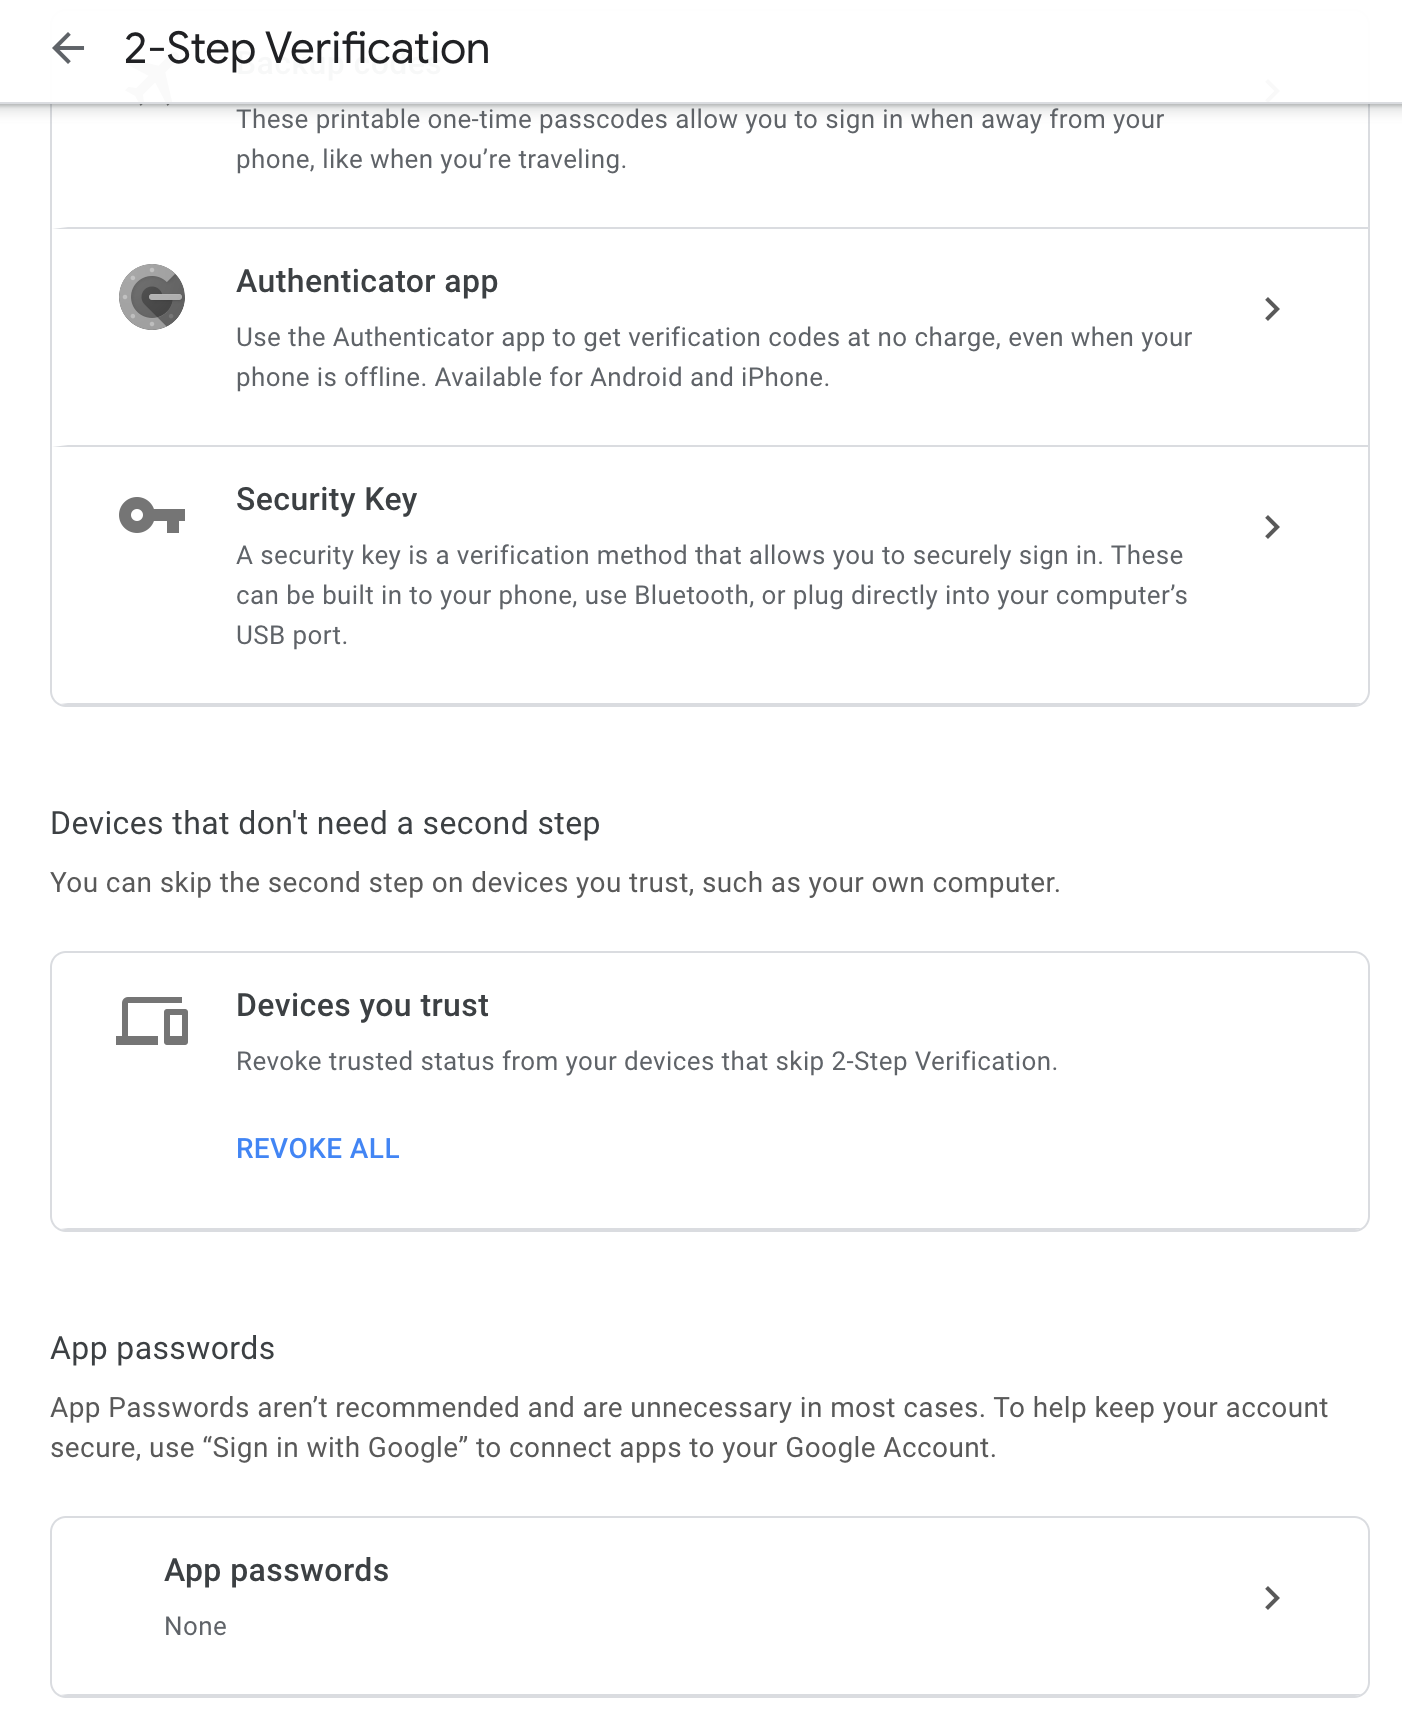 2-Step Verification
Backup codes
These printable one-time passcodes allow you to sign in when away from your
phone, like when you’re traveling.
Authenticator app
Use the Authenticator app to get verification codes at no charge, even when your
phone is offline. Available for Android and iPhone.
Security Key
A security key is a verification method that allows you to securely sign in. These
can be built in to your phone, use Bluetooth, or plug directly into your computer’s
USB port.
Devices that don't need a second step
You can skip the second step on devices you trust, such as your own computer.
Devices you trust
Revoke trusted status from your devices that skip 2-Step Verification.
REVOKE ALL
App passwords
App Passwords aren’t recommended and are unnecessary in most cases. To help keep your account
secure, use “Sign in with Google” to connect apps to your Google Account.
App passwords
None